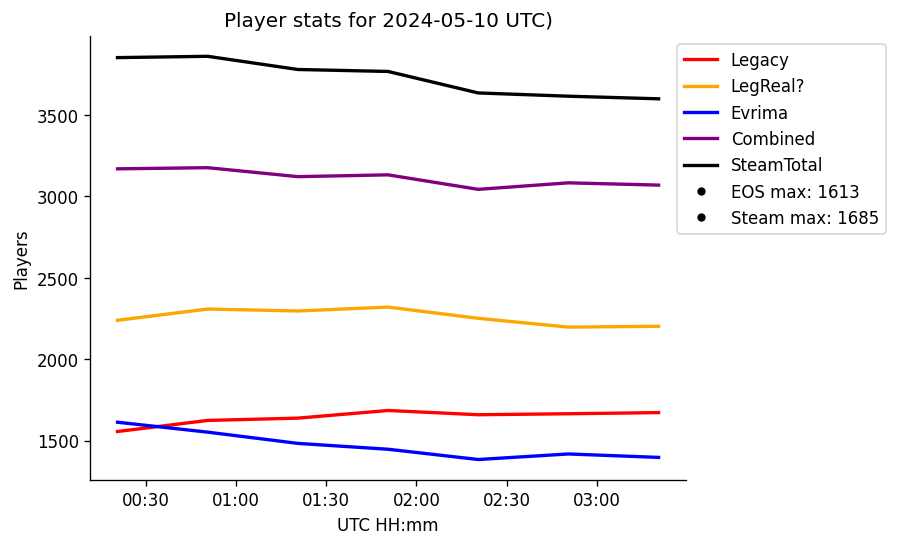 Player stats for 2024-05-10 UTC)
Legacy
LegReal?
Evrima
Combined
SteamTotal
EOS max: 1613
Steam max: 1685
Players
3500
3000
2500
2000
1500
00:30 01:00 01:30 02:00 02:30 03:00
UTC HH:mm